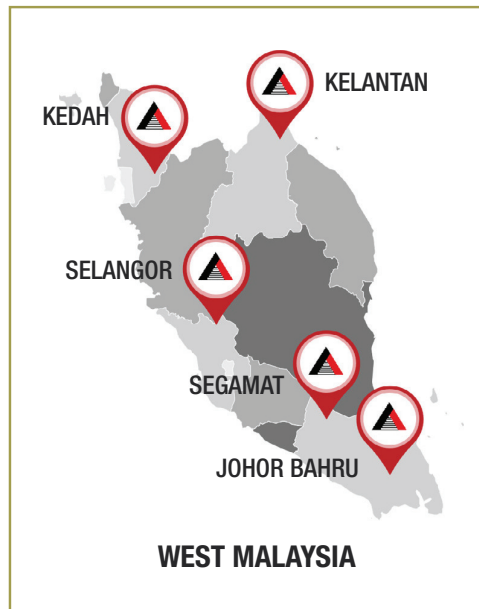 KELANTAN
KEDAH
SELANGOR
SEGAMAT
JOHOR BAHRU
WEST MALAYSIA